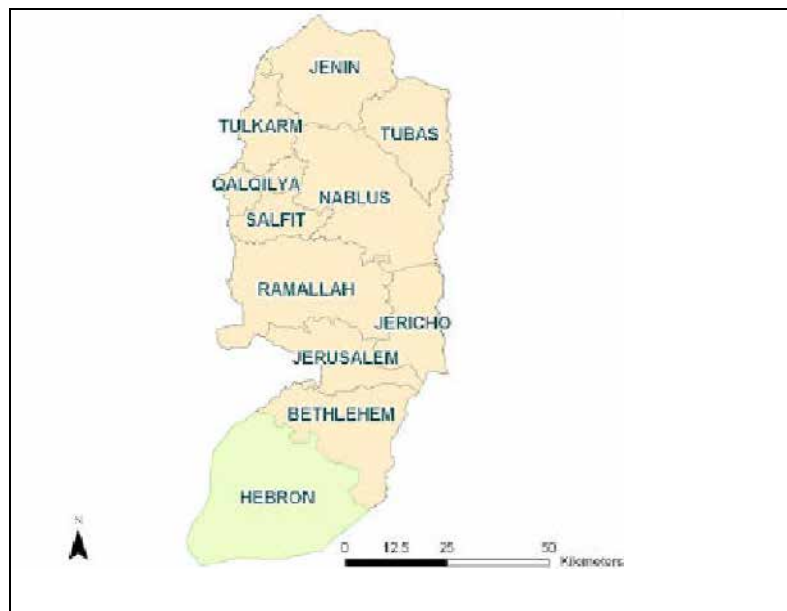 JENIN
TULKARM
TUBAS
QALQILYA
NABLUS
SALFIT
RAMALLAH
JERICHO
JERUSALEM
BETHLEHEM
HEBRON
N
0 12.5 25 50
Kilometers